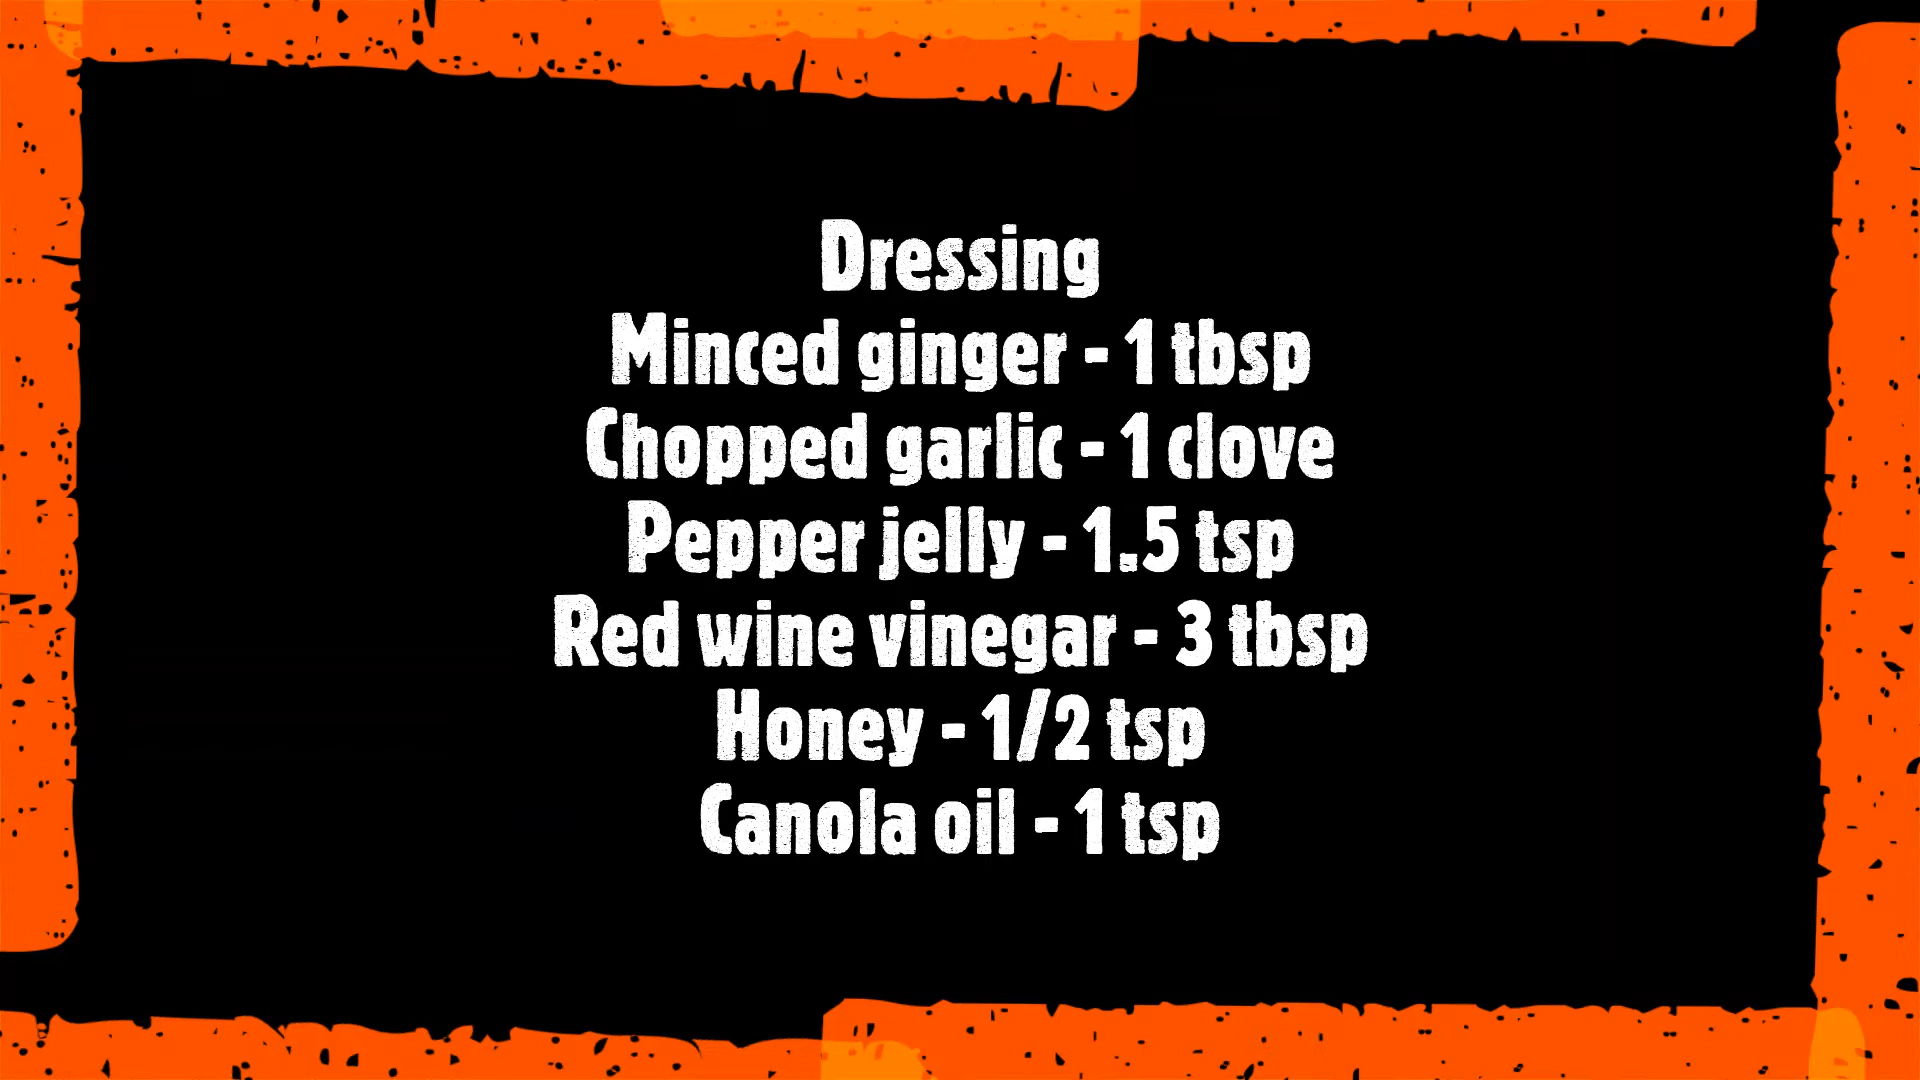 Dressing
Minced ginger - 1 tbsp
Chopped garlic - 1 clove
Pepper jelly - 1.5 tsp
Red wine vinegar - 3 tbsp
Honey - 1/2 tsp
Canola oil - 1 tsp